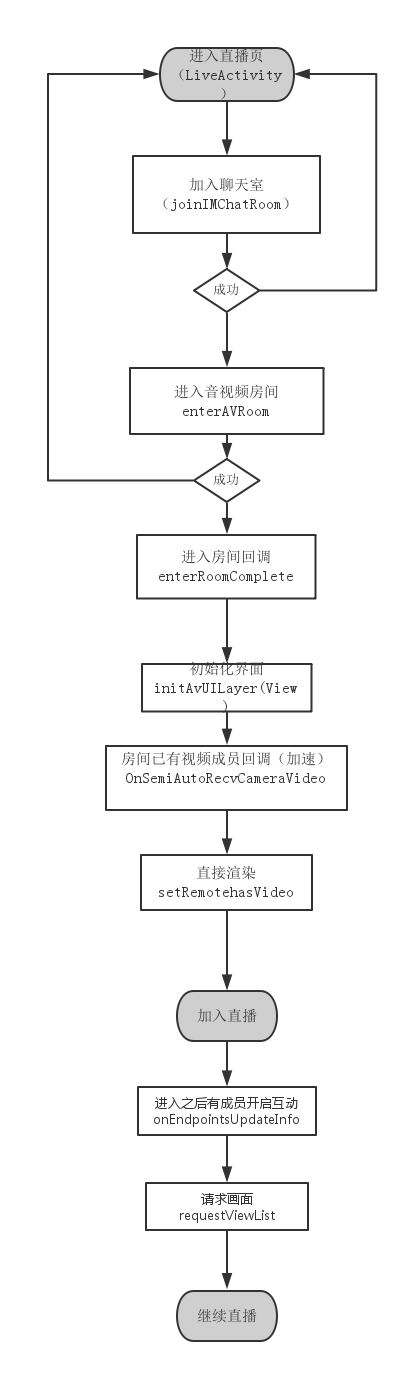 进入直播页
（LiveActivity
）
加入聊天室
（joinIMChatRoom）
成功
进入音视频房间
enterAVRoom
成功
进入房间回调
enterRoomComplete
初始化界面
initAvUILayer(View
)
房间已有视频成员回调（加速）
OnSemiAutoRecvCameraVideo
直接渲染
setRemotehasVideo
加入直播
进入之后有成员开启互动
onEndpointsUpdateInfo
请求画面
requestViewList
继续直播